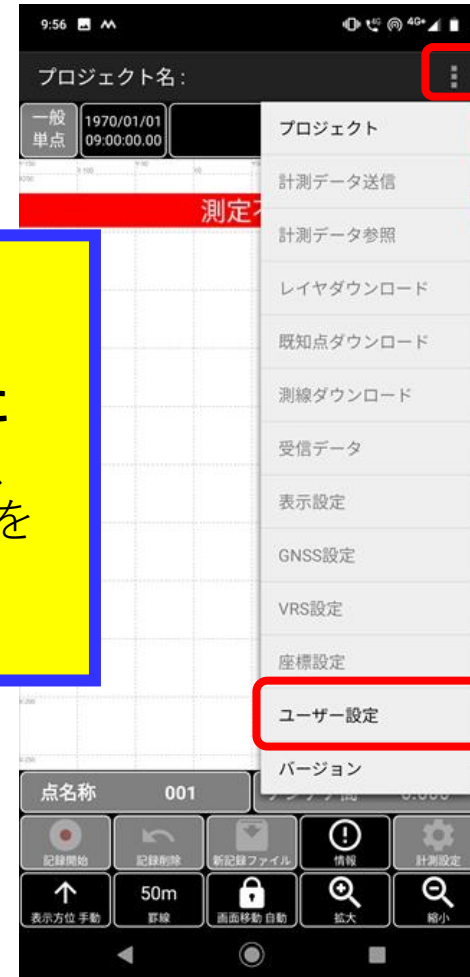 9:56
4G+
プロジェクト名 :
一般
単点
1970/01/01
09:00:00.00
プロジェクト
計測データ送信
計測データ参照
レイヤダウンロード
既知点ダウンロード
測線ダウンロード
受信データ
表示設定
GNSS設定
VRS設定
座標設定
ユーザー設定
バージョン
測定
を
点名称 001
0.000
記録開始
記録削除
新記録ファイル
情報
計測設定
表示方位 手動
50m
罫線
画面移動 自動
拡大
縮小